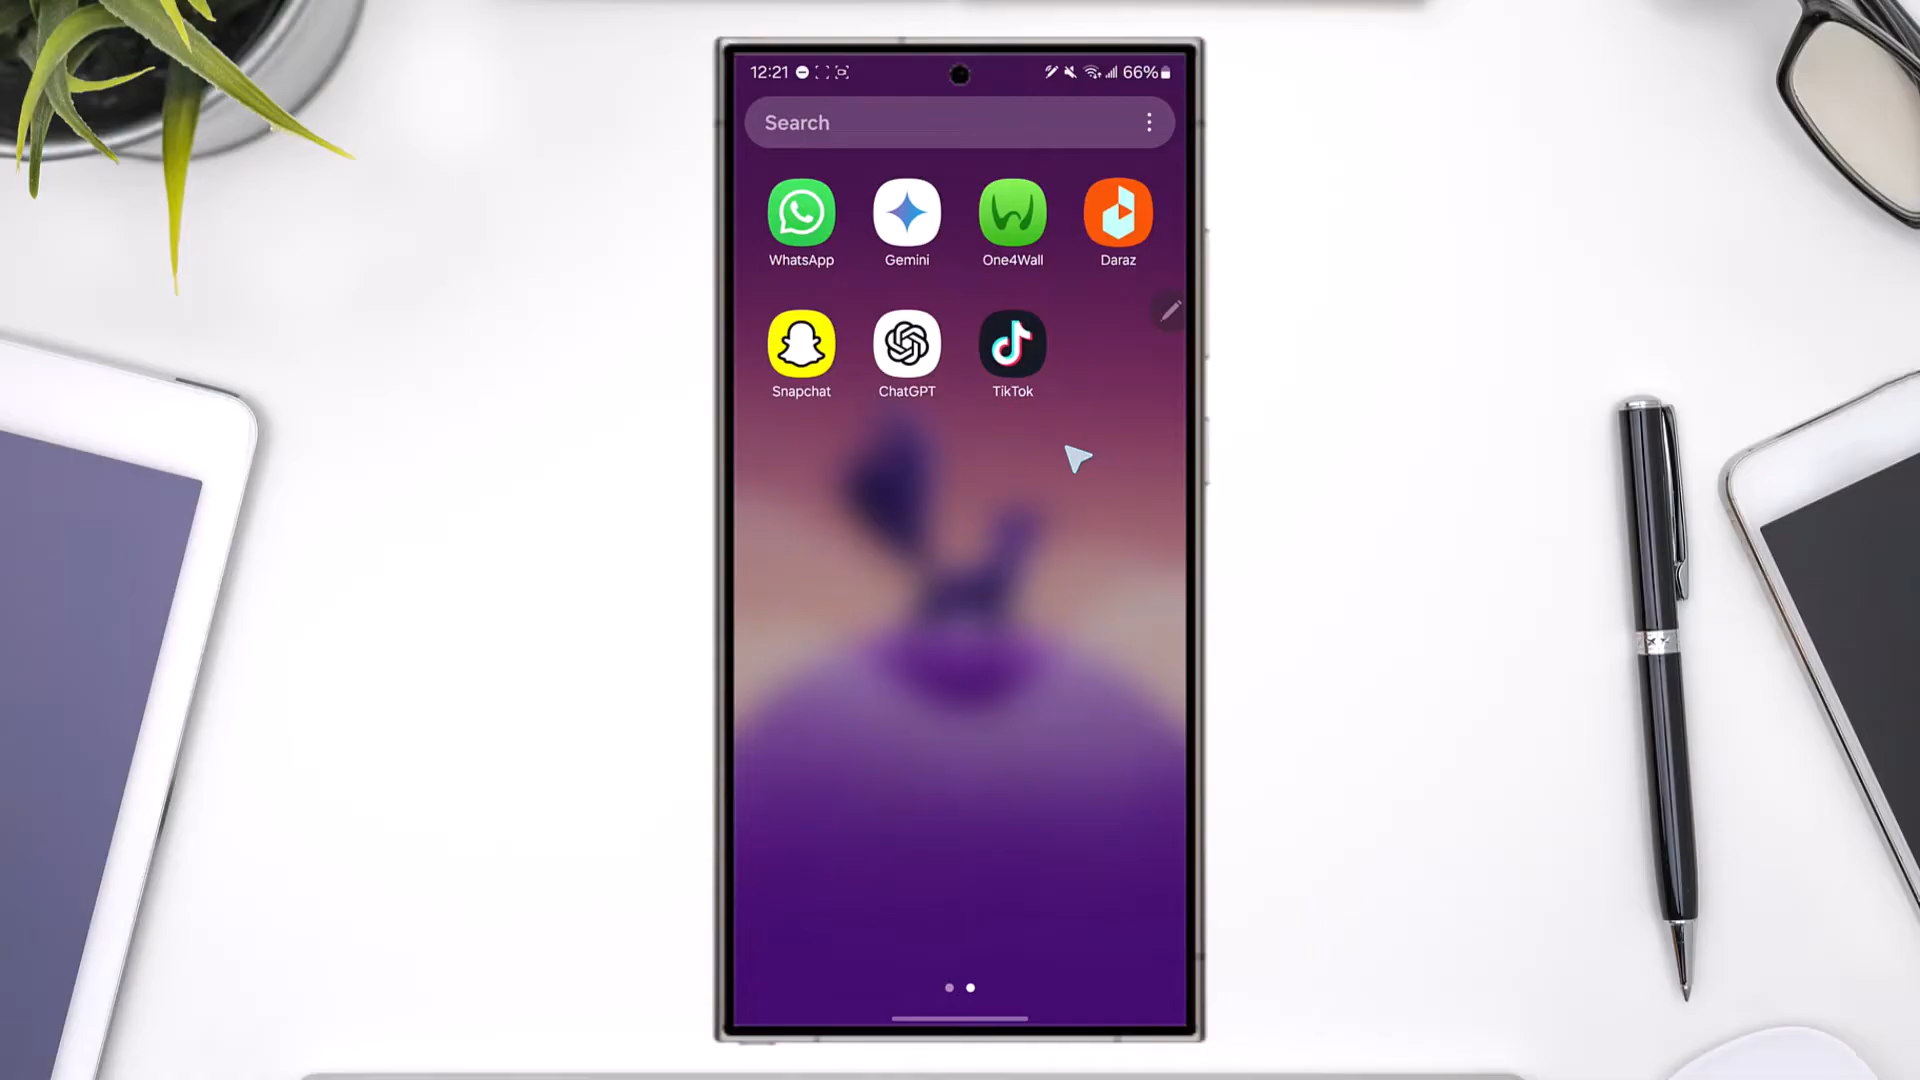 12:21
66%
Search
WhatsApp Gemini One4Wall Daraz
Snapchat ChatGPT TikTok